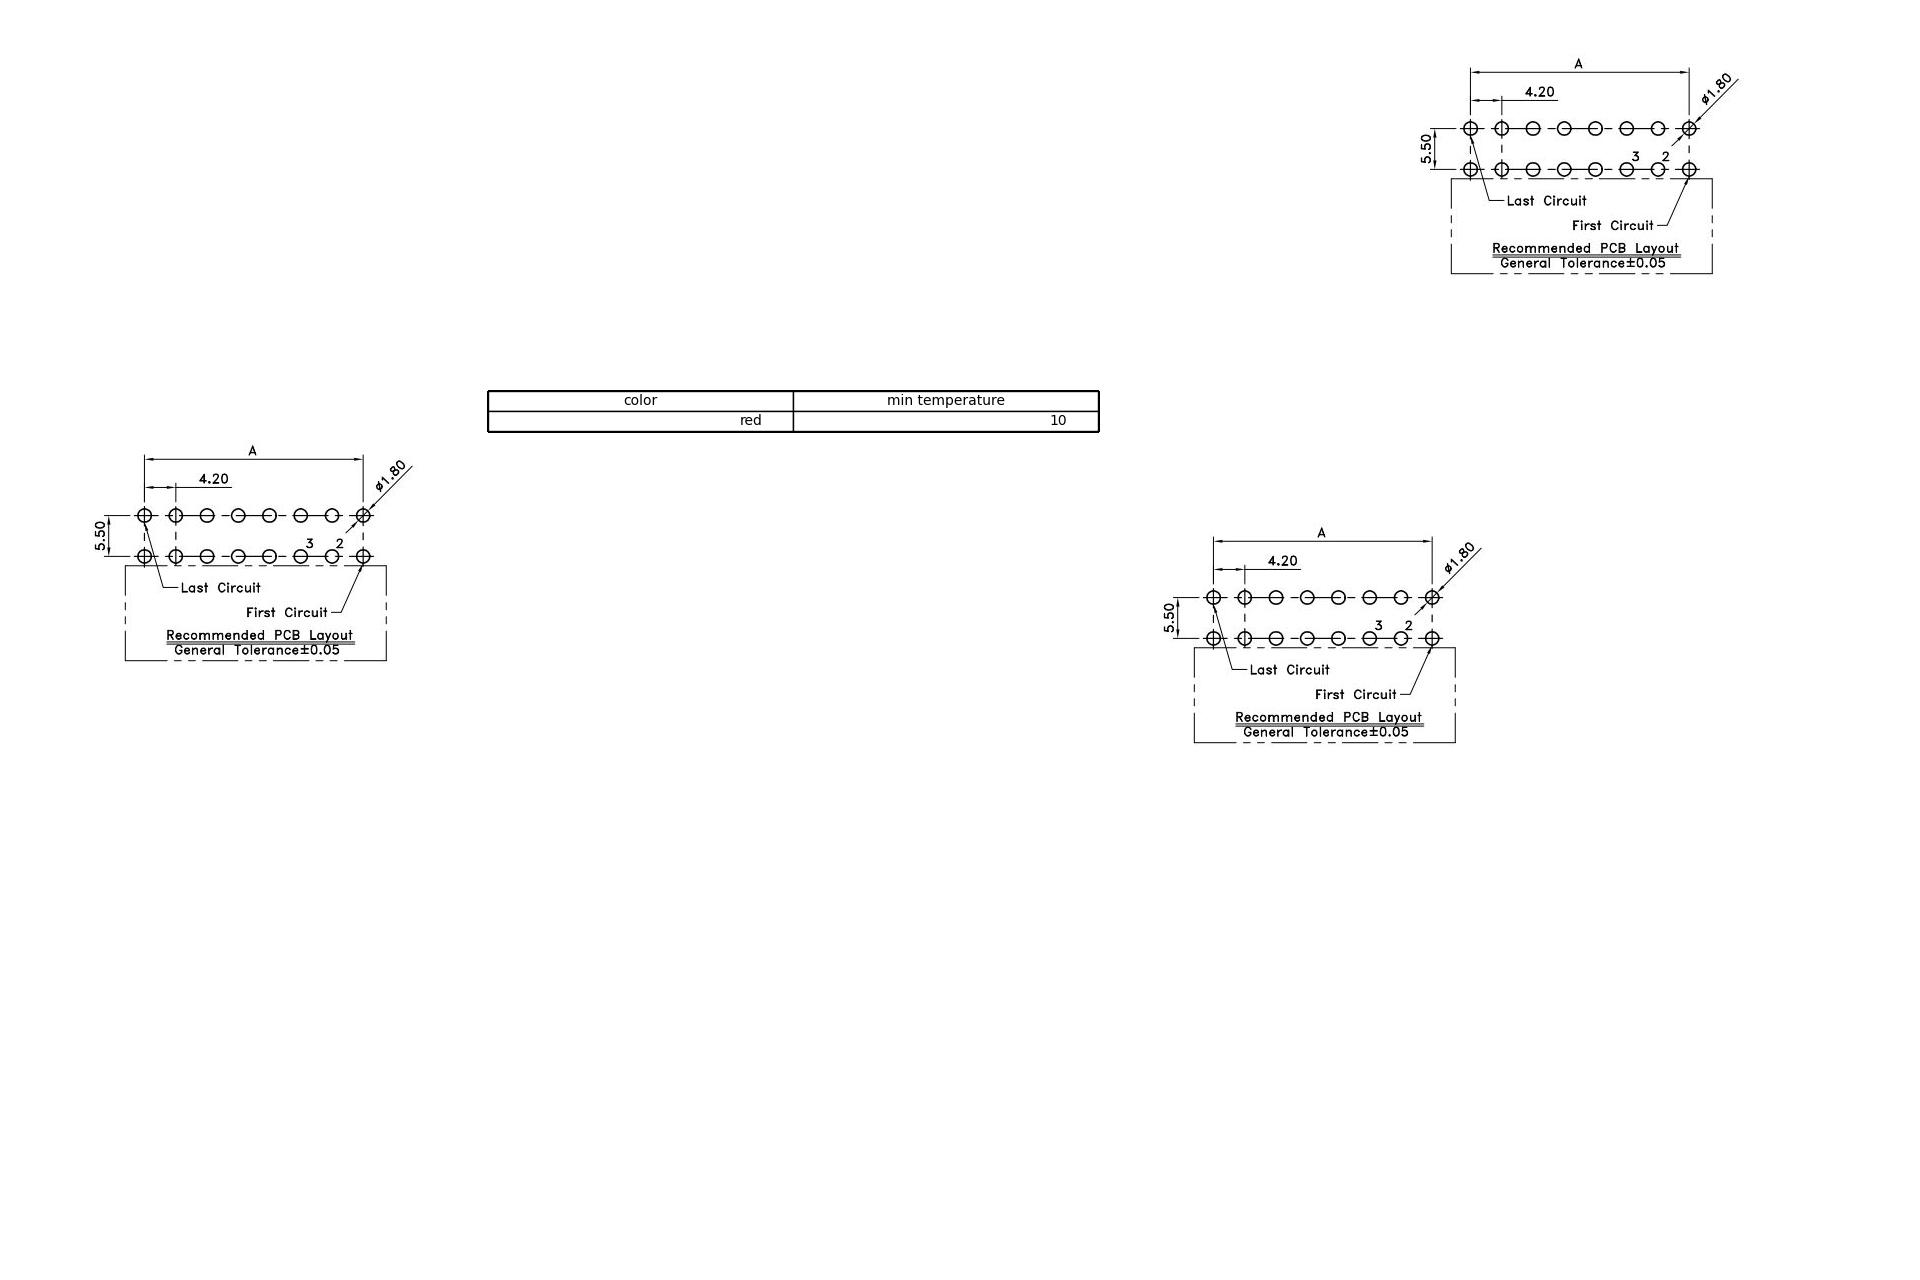 A
4.20
ø1.80
5.50
3 2
Last Circuit
First Circuit
Recommended PCB Layout
General Tolerance±0.05
color min temperature
red 10
A
4.20
ø1.80
5.50
3 2
Last Circuit
First Circuit
Recommended PCB Layout
General Tolerance±0.05
A
4.20
ø1.80
5.50
3 2
Last Circuit
First Circuit
Recommended PCB Layout
General Tolerance±0.05